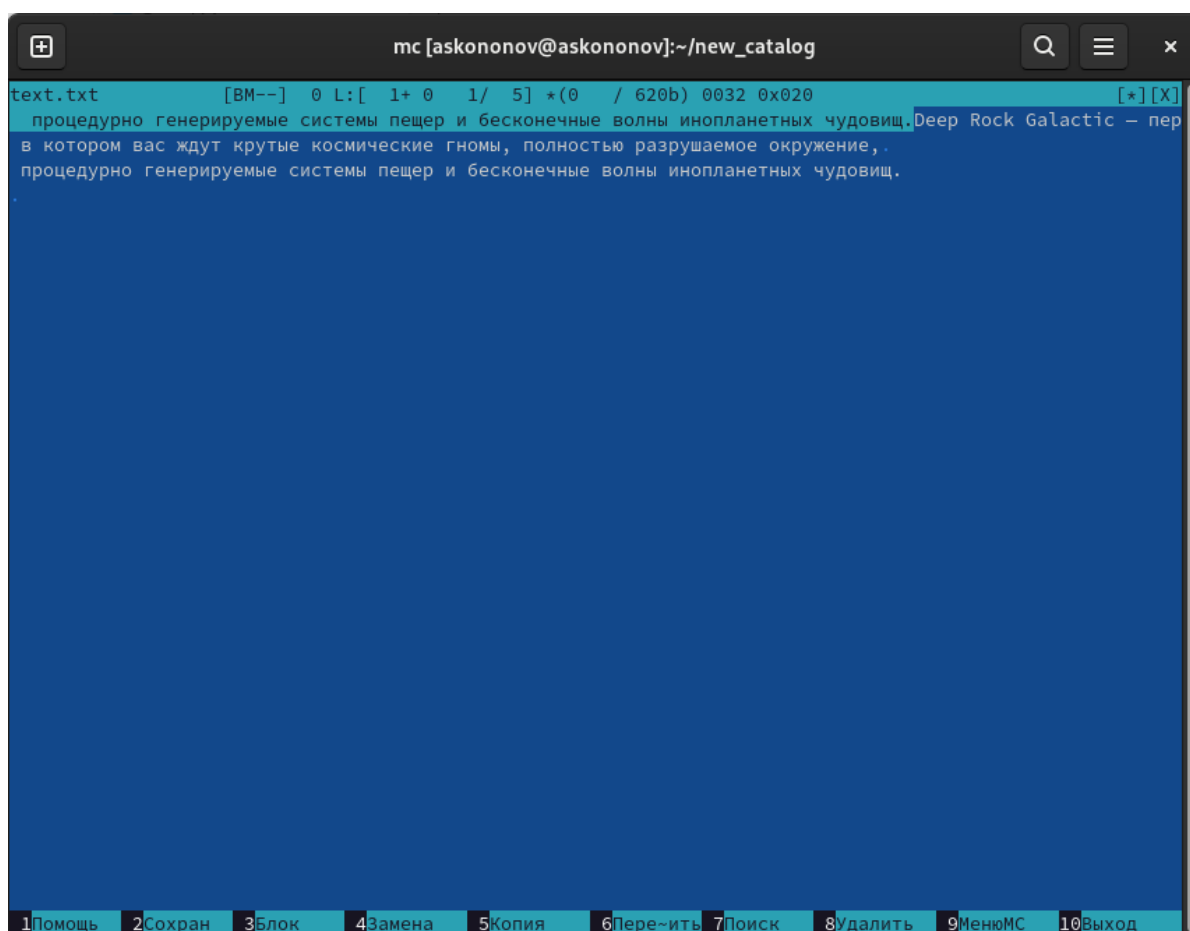 mc [askononov@askononov]:~/new_catalog
text.txt [BM--] 0 L:[ 1+ 0 1/ 5] *(0 / 620b) 0032 0x020 [*][X]
процедурно генерируемые системы пещер и бесконечные волны инопланетных чудовищ.Deep Rock Galactic — пер
в котором вас ждут крутые космические гномы, полностью разрушаемое окружение,.
процедурно генерируемые системы пещер и бесконечные волны инопланетных чудовищ.
.
1Помощь 2Сохран 3Блок 4Замена 5Копия 6Пере~ить 7Поиск 8Удалить 9МенюMC 10Выход